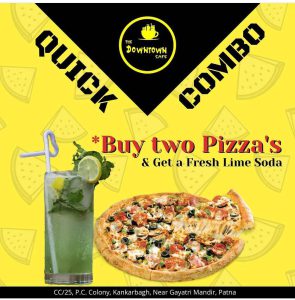 THE
DOWNTOWN
CAFE
QUICK COMBO
*Buy two Pizza's
& Get a Fresh Lime Soda
CC/25, P.C. Colony, Kankarbagh, Near Gayatri Mandir, Patna